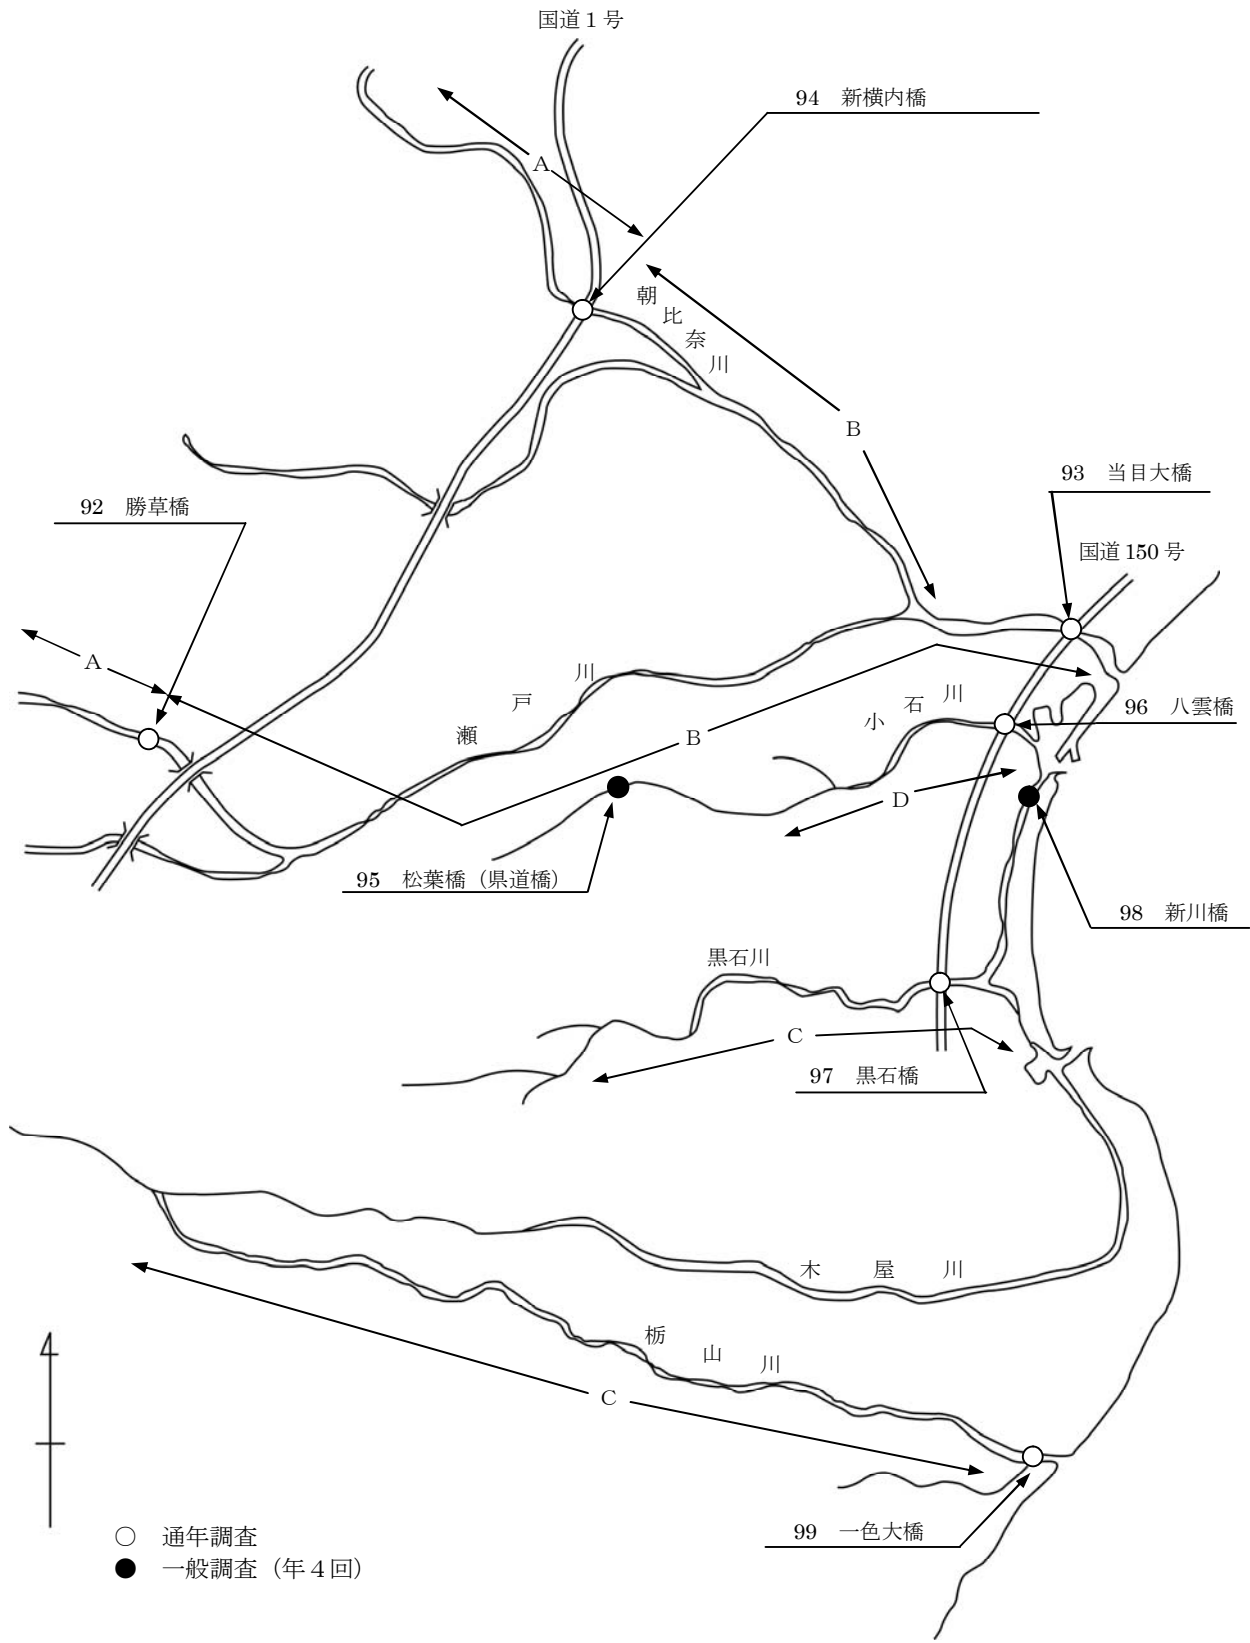 国道1号
94 新横内橋
A
朝比奈川
B
93 当目大橋
92 勝草橋
国道150号
A
瀬戸川
小石川
96 八雲橋
B
D
95 松葉橋（県道橋）
98 新川橋
黒石川
C
97 黒石橋
木屋川
栃山川
C
99 一色大橋
○ 通年調査
● 一般調査（年４回）